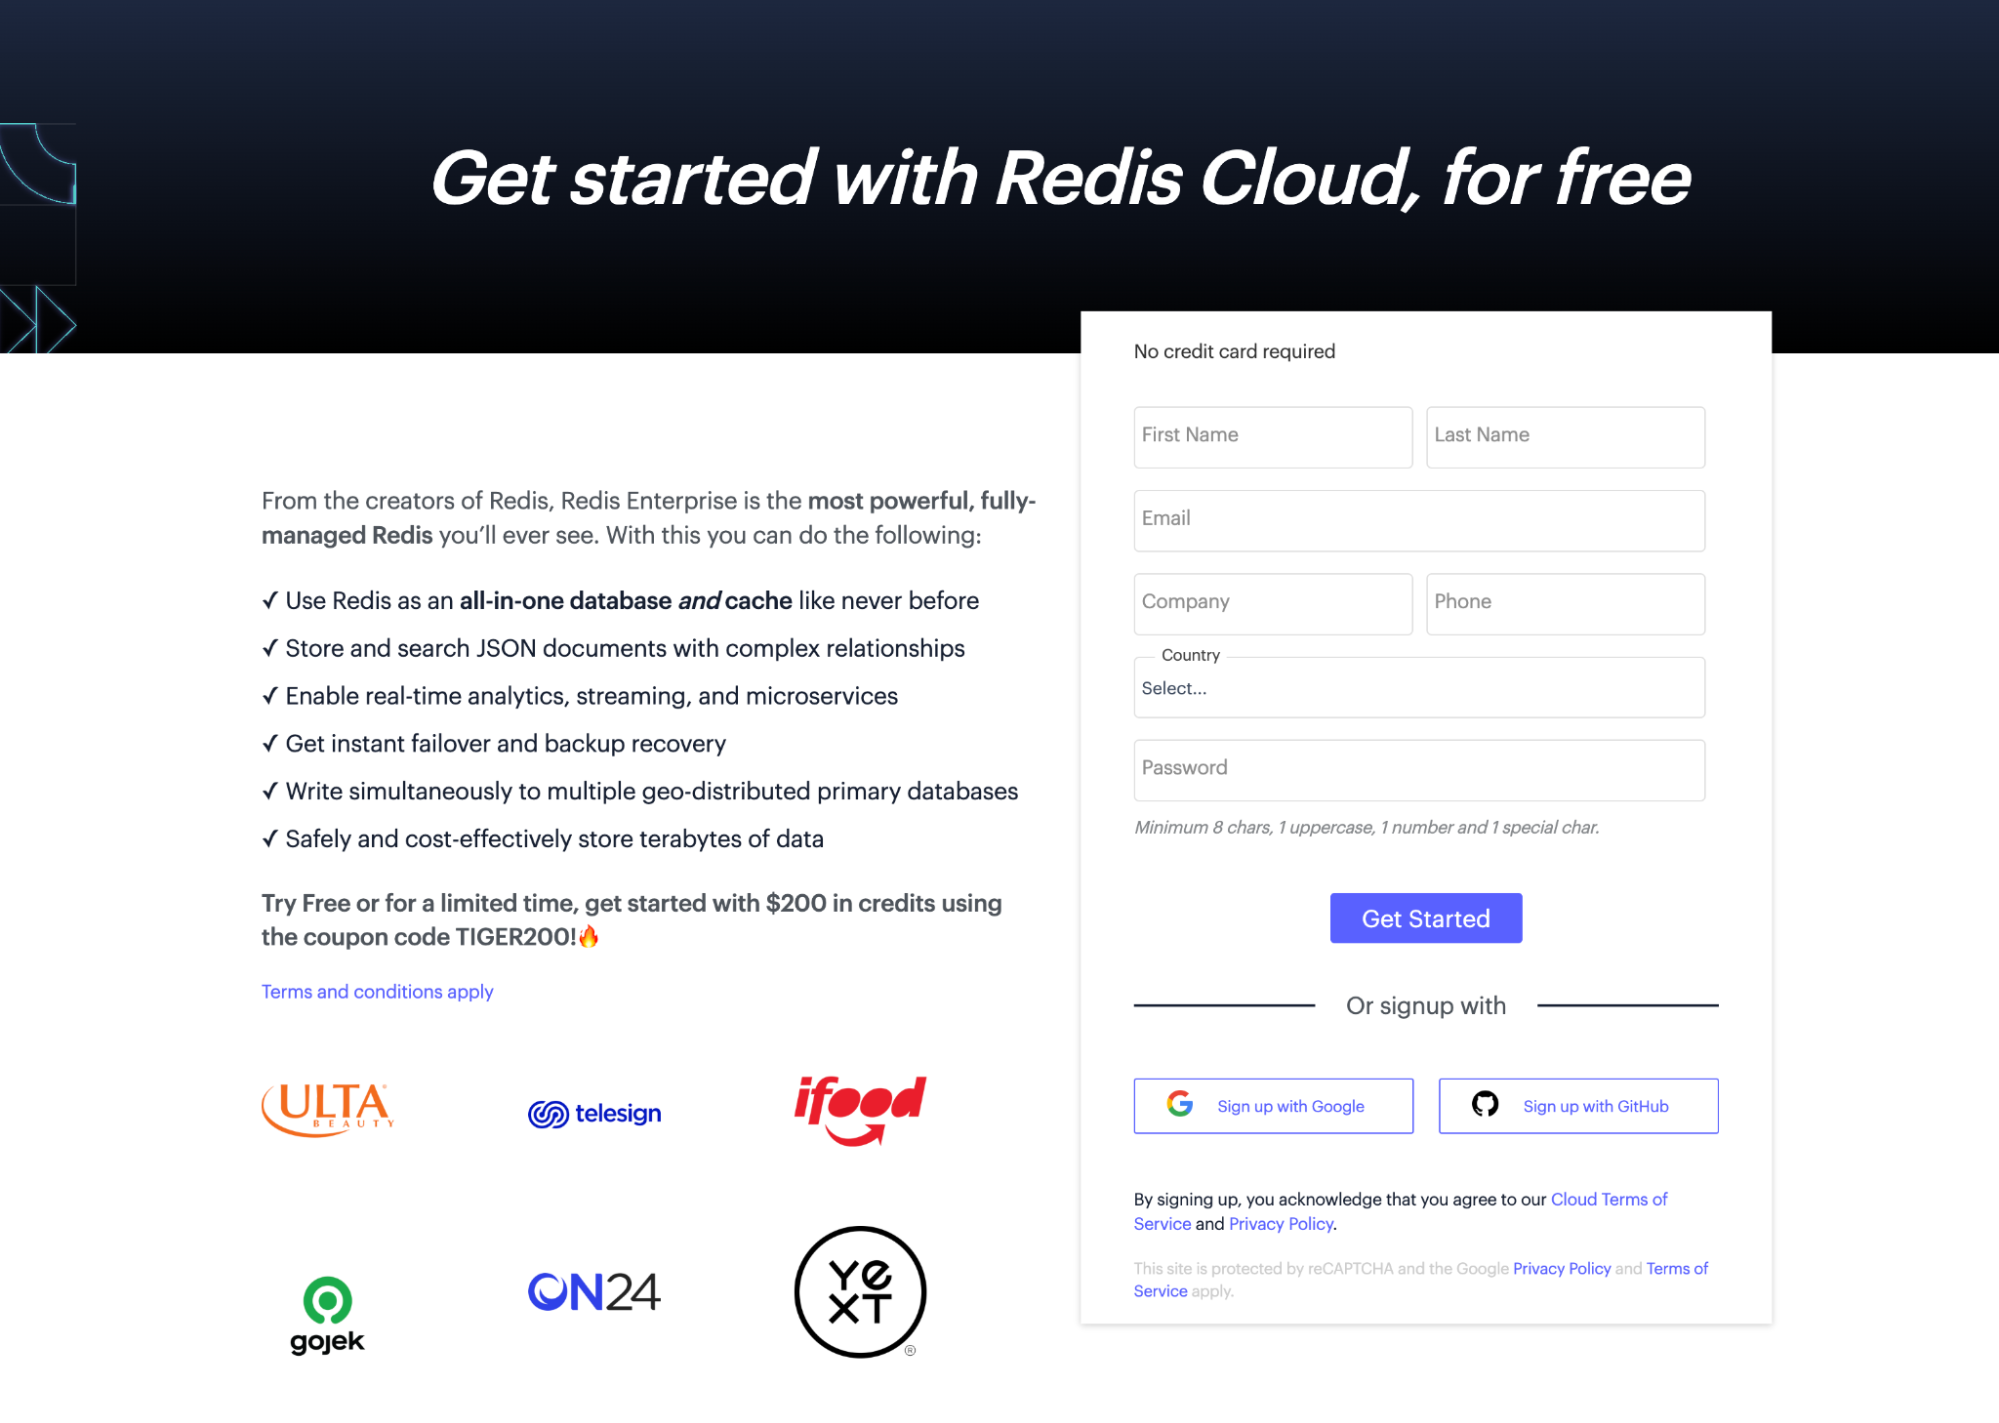 Get started with Redis Cloud, for free
From the creators of Redis, Redis Enterprise is the most powerful, fully-
managed Redis you’ll ever see. With this you can do the following:
✓ Use Redis as an all-in-one database and cache like never before
✓ Store and search JSON documents with complex relationships
✓ Enable real-time analytics, streaming, and microservices
✓ Get instant failover and backup recovery
✓ Write simultaneously to multiple geo-distributed primary databases
✓ Safely and cost-effectively store terabytes of data
Try Free or for a limited time, get started with $200 in credits using
the coupon code TIGER200!🔥
Terms and conditions apply
ULTA
BEAUTY
telesign
ifood
gojek
ON24
YEXT
®
No credit card required
First Name
Last Name
Email
Company
Phone
Country
Select...
Password
Minimum 8 chars, 1 uppercase, 1 number and 1 special char.
Get Started
Or signup with
Sign up with Google
Sign up with GitHub
By signing up, you acknowledge that you agree to our Cloud Terms of
Service and Privacy Policy.
This site is protected by reCAPTCHA and the Google Privacy Policy and Terms of
Service apply.